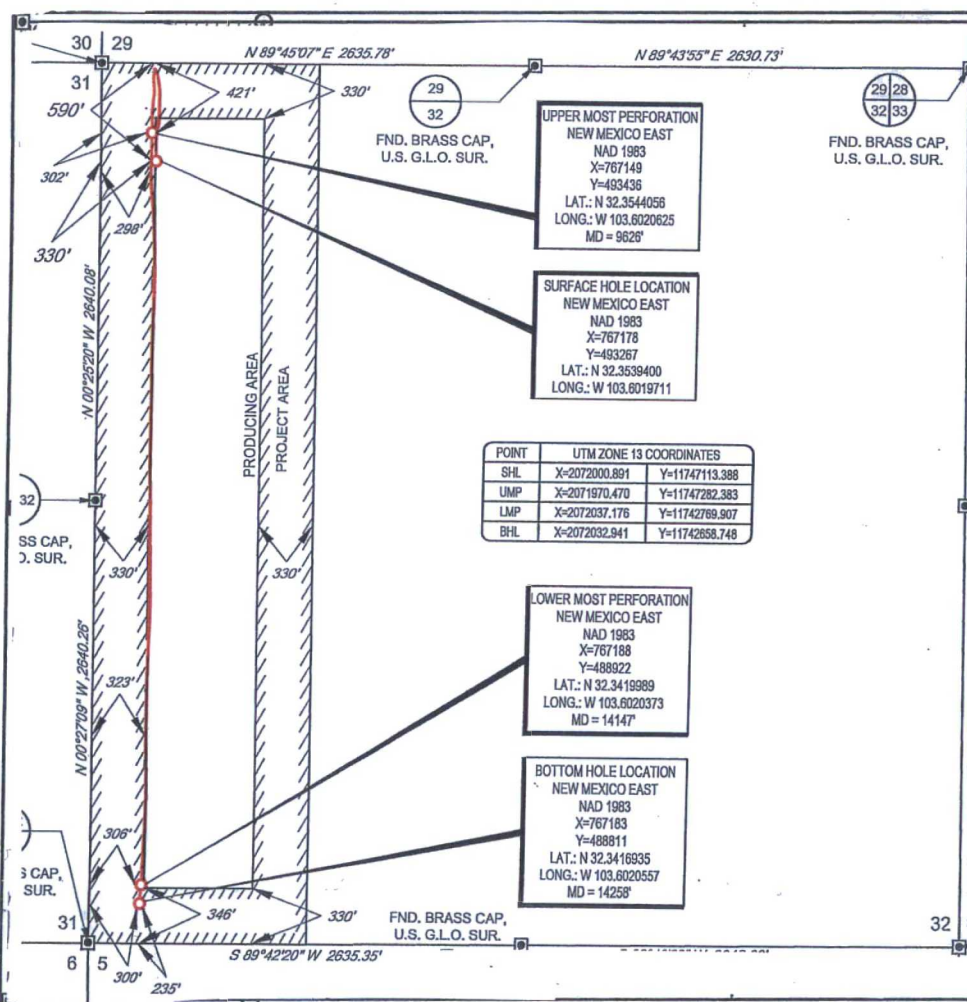 30 29
31
N 89°45'07" E 2635.78'
N 89°43'55" E 2630.73'
590'
421'
330'
29
32
FND. BRASS CAP,
U.S. G.L.O. SUR.
29 28
32 33
FND. BRASS CAP,
U.S. G.L.O. SUR.
302'
298'
330'
UPPER MOST PERFORATION
NEW MEXICO EAST
NAD 1983
X=767149
Y=493436
LAT.: N 32.3544056
LONG.: W 103.6020625
MD = 9626'
SURFACE HOLE LOCATION
NEW MEXICO EAST
NAD 1983
X=767178
Y=493267
LAT.: N 32.3539400
LONG.: W 103.6019711
N 00°25'20" W 2640.08'
PRODUCING AREA
PROJECT AREA
POINT UTM ZONE 13 COORDINATES
SHL X=2072000.891 Y=11747113.388
UMP X=2071970.470 Y=11747282.383
LMP X=2072037.176 Y=11742769.907
BHL X=2072032.941 Y=11742658.748
32
SS CAP,
O. SUR.
330'
330'
N 00°27'09" W 2640.26'
323'
LOWER MOST PERFORATION
NEW MEXICO EAST
NAD 1983
X=767188
Y=488922
LAT.: N 32.3419989
LONG.: W 103.6020373
MD = 14147'
BOTTOM HOLE LOCATION
NEW MEXICO EAST
NAD 1983
X=767183
Y=488811
LAT.: N 32.3416935
LONG.: W 103.6020557
MD = 14258'
306'
S CAP,
SUR.
31
6 5
346'
330'
FND. BRASS CAP,
U.S. G.L.O. SUR.
32
S 89°42'20" W 2635.35'
300'
235'